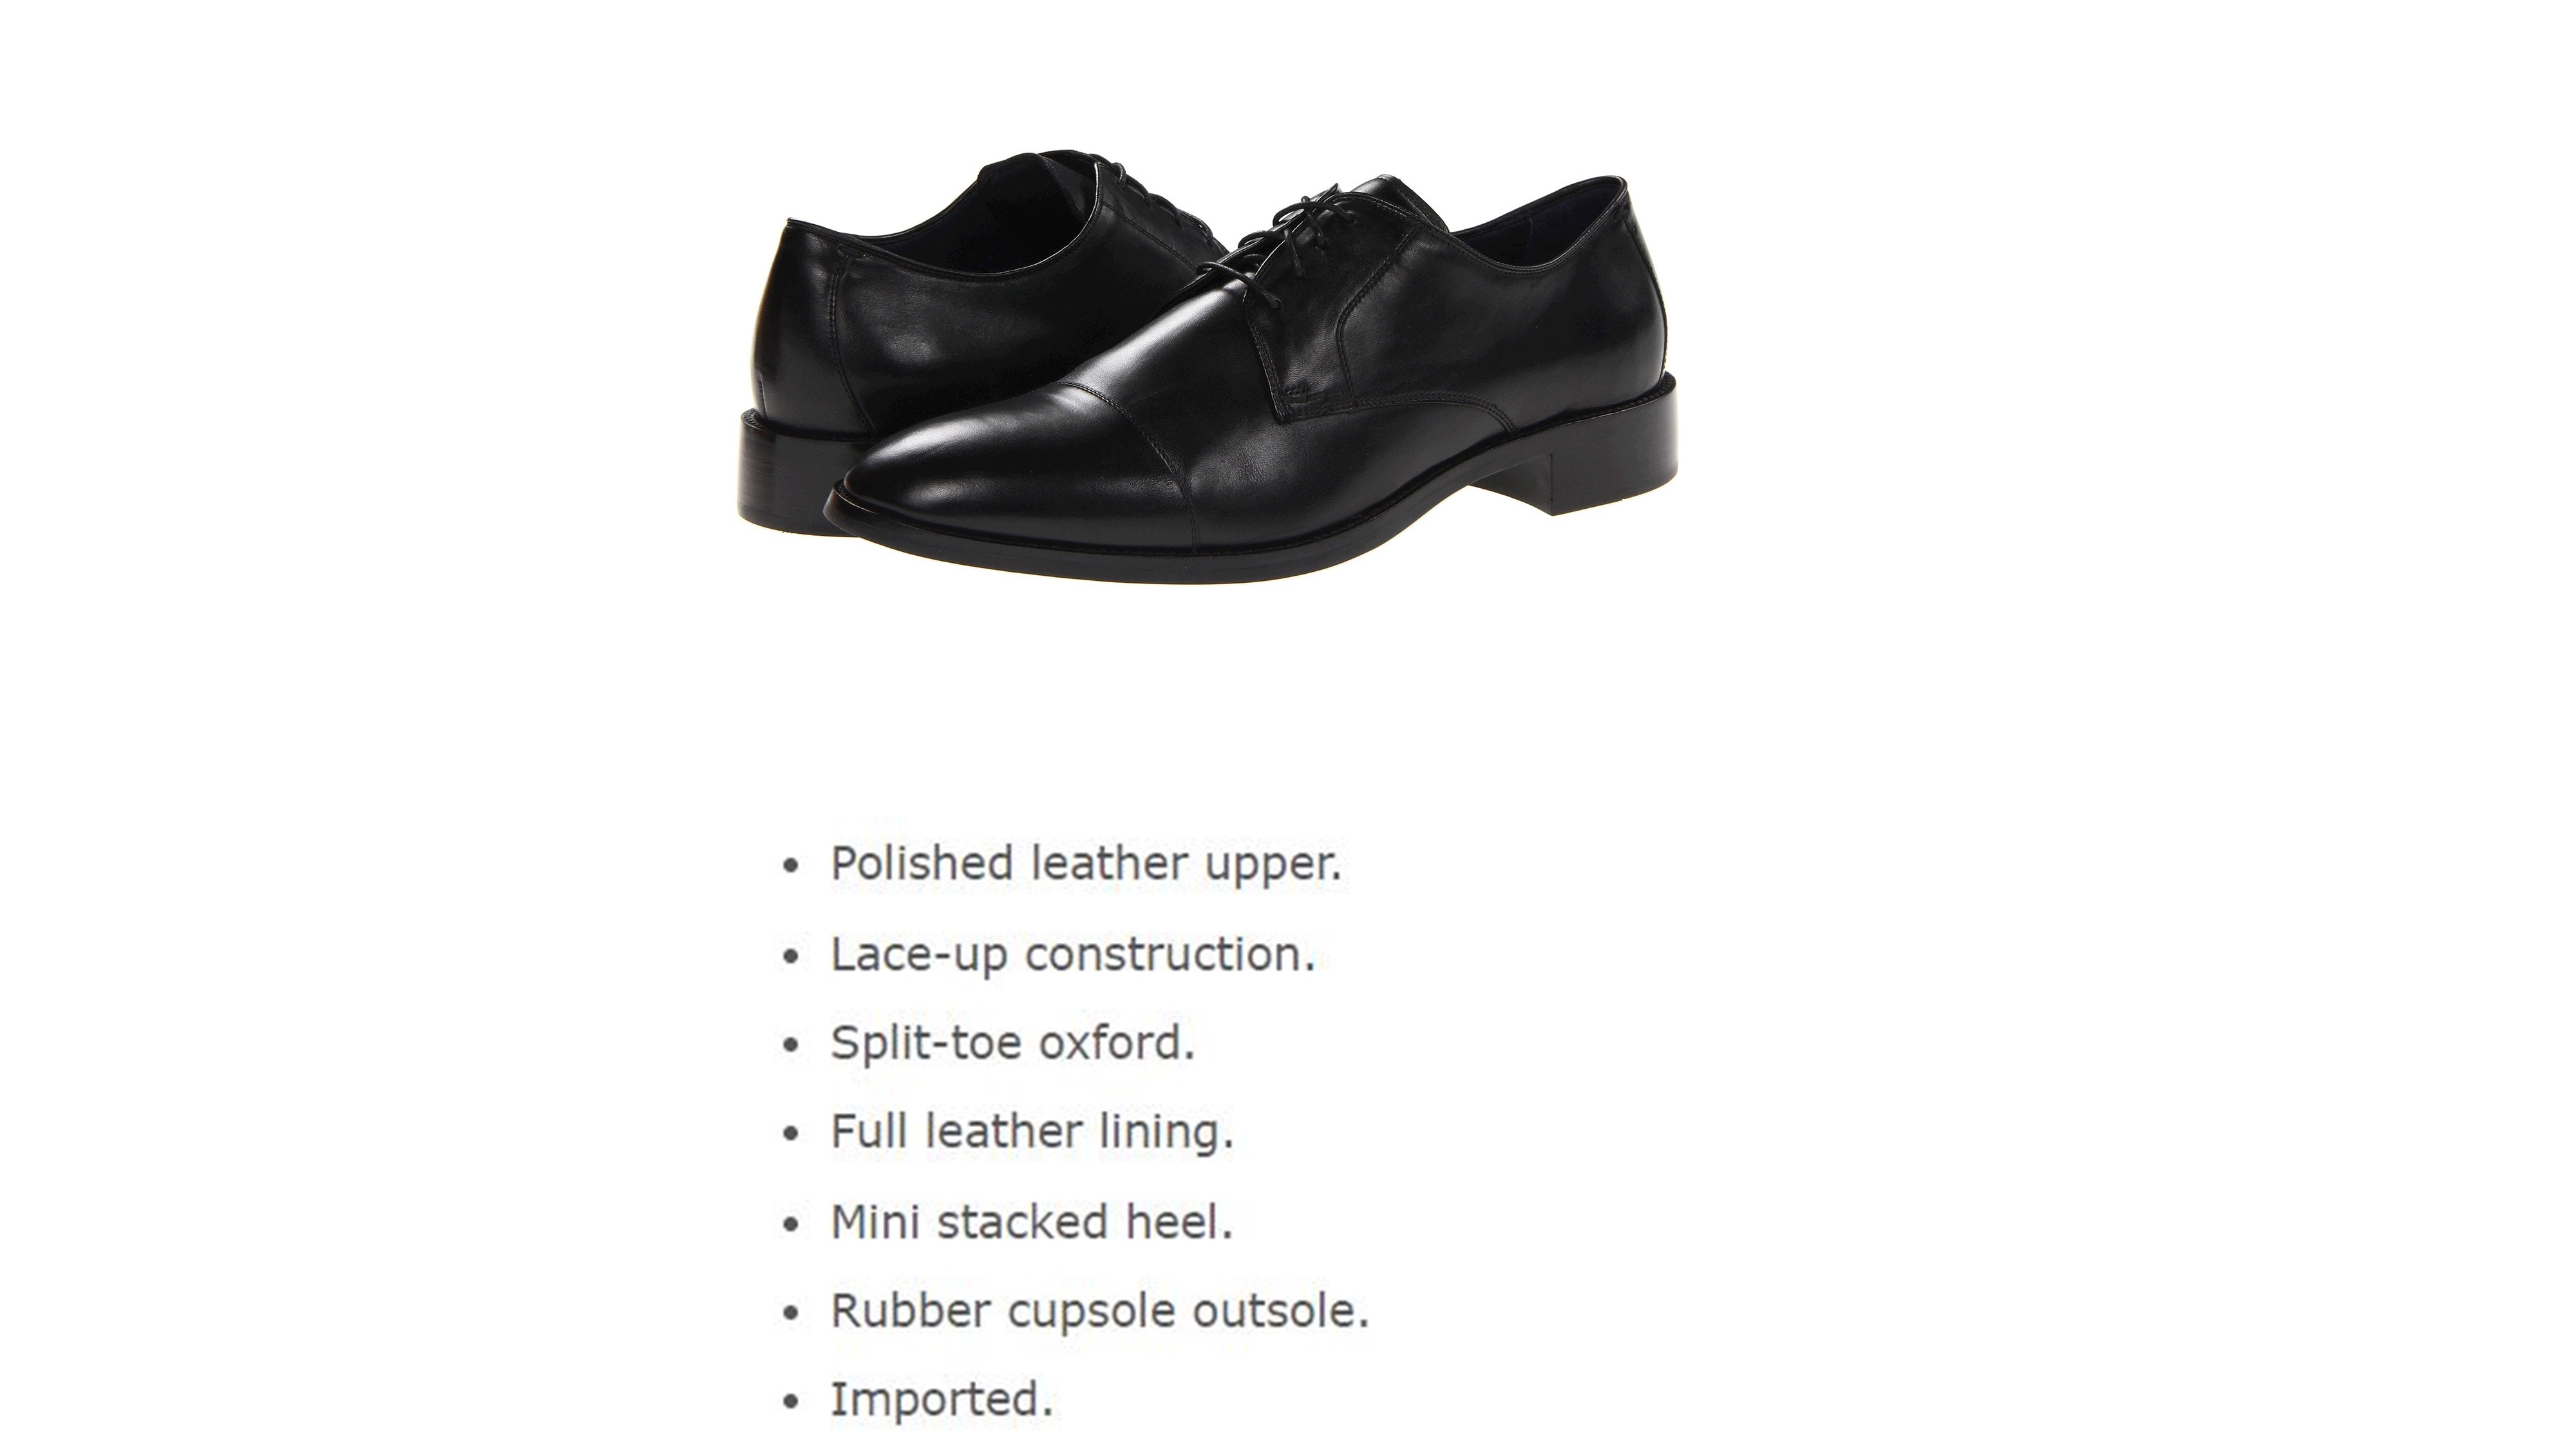 • Polished leather upper.
• Lace-up construction.
• Split-toe oxford.
• Full leather lining.
• Mini stacked heel.
• Rubber cupsole outsole.
• Imported.